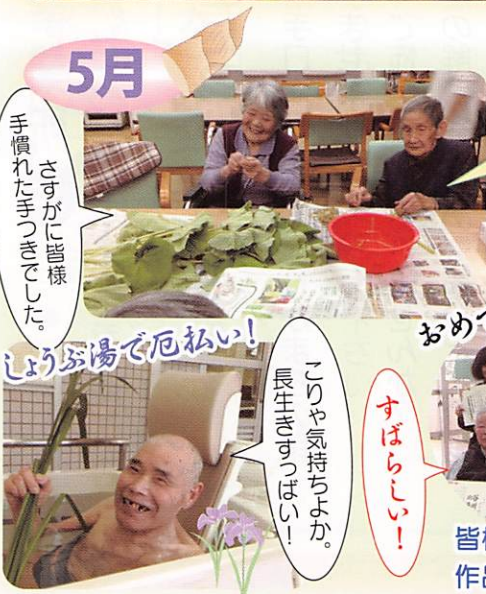 5月
さすがに皆様
手慣れた手つきでした。
しょうぶ湯で厄払い!
こりゃ気持ちよか。
長生きすっばい!
おめで
すばらしい!
皆様
作品